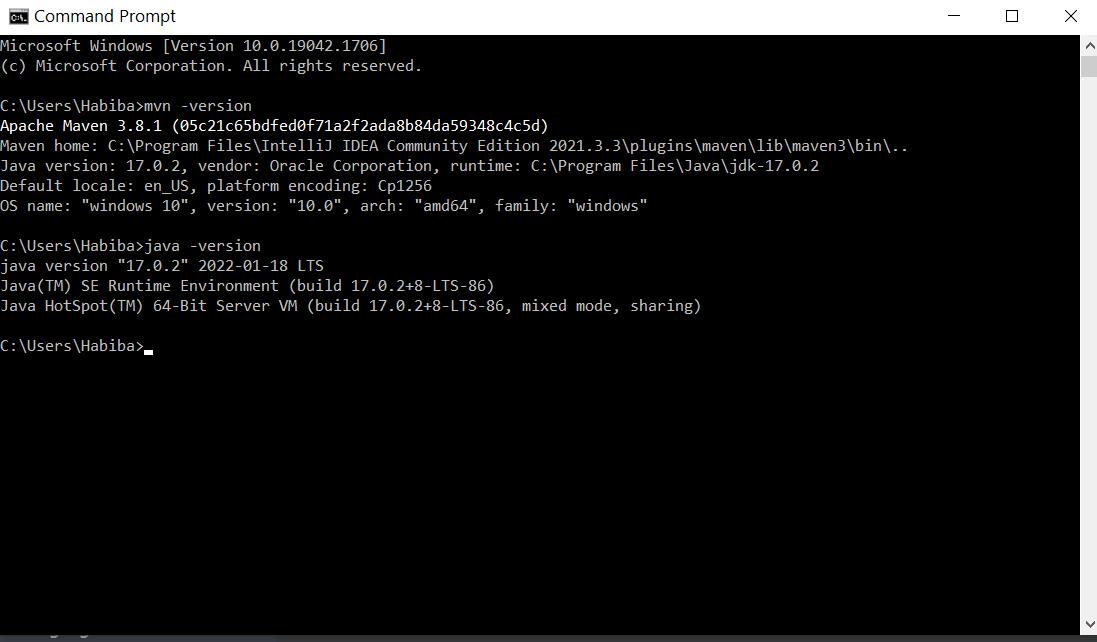 Command Prompt
Microsoft Windows [Version 10.0.19042.1706]
(c) Microsoft Corporation. All rights reserved.
C:\Users\Habiba>mvn -version
Apache Maven 3.8.1 (05c21c65bdfed0f71a2f2ada8b84da59348c4c5d)
Maven home: C:\Program Files\IntelliJ IDEA Community Edition 2021.3.3\plugins\maven\lib\maven3\bin\..
Java version: 17.0.2, vendor: Oracle Corporation, runtime: C:\Program Files\Java\jdk-17.0.2
Default locale: en_US, platform encoding: Cp1256
OS name: "windows 10", version: "10.0", arch: "amd64", family: "windows"
C:\Users\Habiba>java -version
java version "17.0.2" 2022-01-18 LTS
Java(TM) SE Runtime Environment (build 17.0.2+8-LTS-86)
Java HotSpot(TM) 64-Bit Server VM (build 17.0.2+8-LTS-86, mixed mode, sharing)
C:\Users\Habiba>